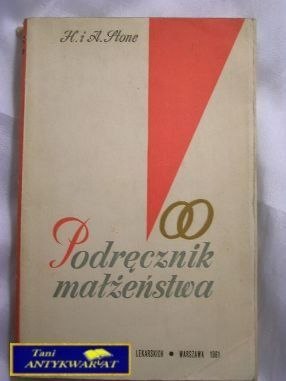 H. i A. Stone
Podręcznik
małżeństwa
LEKARSKICH • WARSZAWA 1961
Tani
ANTYKWARIAT